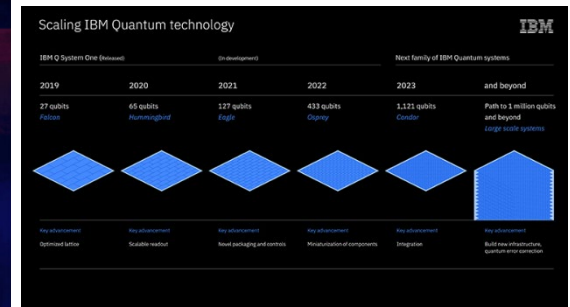 Scaling IBM Quantum technology
IBM
IBM Q System One (Released)
(In development)
Next family of IBM Quantum systems
2019
2020
2021
2022
2023
and beyond
27 qubits
65 qubits
127 qubits
433 qubits
1,121 qubits
Path to 1 million qubits
and beyond
Falcon
Hummingbird
Eagle
Osprey
Condor
Large scale systems
Key advancement
Key advancement
Key advancement
Key advancement
Key advancement
Key advancement
Optimized lattice
Scalable readout
Novel packaging and controls
Miniaturization of components
Integration
Build new infrastructure,
quantum error correction